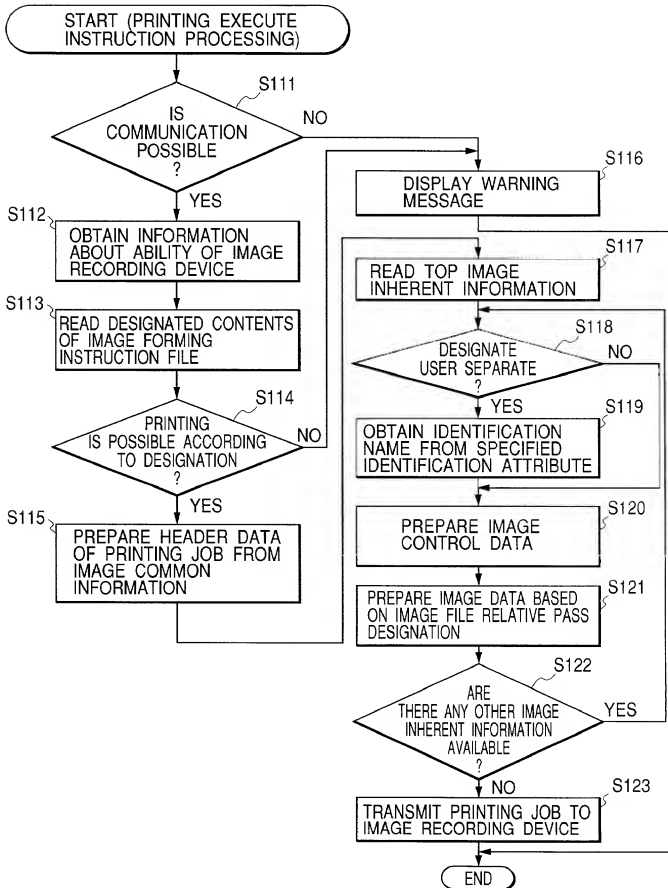 START (PRINTING EXECUTE
INSTRUCTION PROCESSING)
S111
IS
COMMUNICATION
POSSIBLE
?
NO
YES
S112
OBTAIN INFORMATION
ABOUT ABILITY OF IMAGE
RECORDING DEVICE
S113
READ DESIGNATED CONTENTS
OF IMAGE FORMING
INSTRUCTION FILE
S114
PRINTING
IS POSSIBLE ACCORDING
TO DESIGNATION
?
NO
YES
S115
PREPARE HEADER DATA
OF PRINTING JOB FROM
IMAGE COMMON
INFORMATION
S116
DISPLAY WARNING
MESSAGE
S117
READ TOP IMAGE
INHERENT INFORMATION
S118
DESIGNATE
USER SEPARATE
?
NO
YES
S119
OBTAIN IDENTIFICATION
NAME FROM SPECIFIED
IDENTIFICATION ATTRIBUTE
S120
PREPARE IMAGE
CONTROL DATA
S121
PREPARE IMAGE DATA BASED
ON IMAGE FILE RELATIVE PASS
DESIGNATION
S122
ARE
THERE ANY OTHER IMAGE
INHERENT INFORMATION
AVAILABLE
?
YES
NO
S123
TRANSMIT PRINTING JOB TO
IMAGE RECORDING DEVICE
END